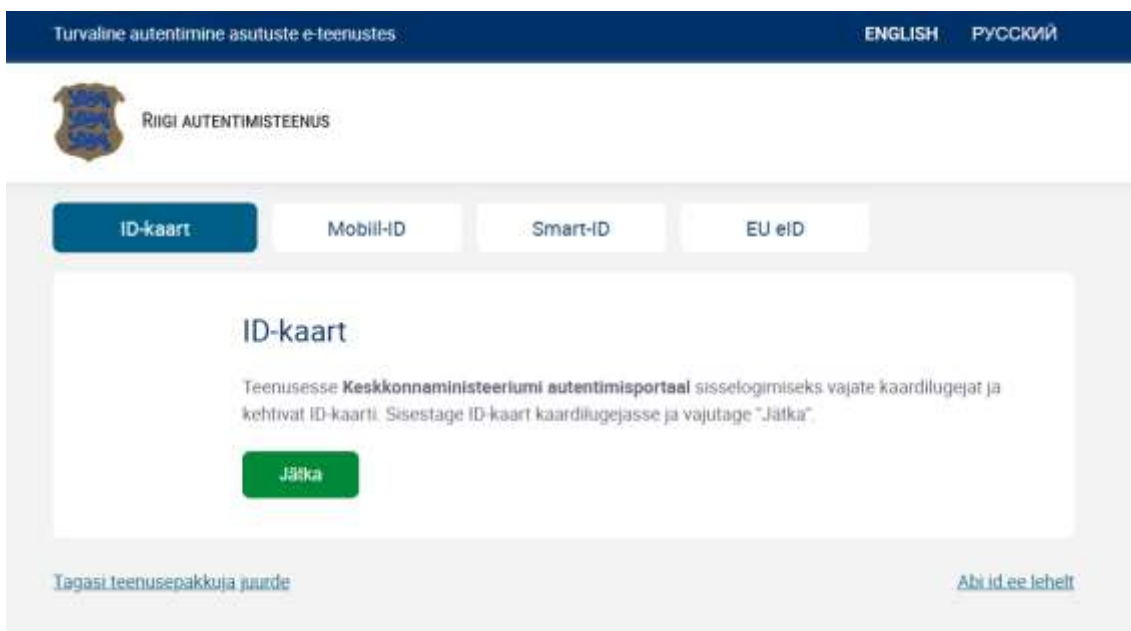 Turvaline autentimine asutuste e-teenustes
ENGLISH РУССКИЙ
RIIGI AUTENTIMISTEENUS
ID-kaart Mobiil-ID Smart-ID EU eID
ID-kaart
Teenusesse Keskkonnaministeeriumi autentimisportaal sisselogimiseks vajate kaardilugejat ja
kehtivat ID-kaarti. Sisestage ID-kaart kaardilugejasse ja vajutage "Jätka".
Jätka
Tagasi teenusepakkuja juurde
Abi id.ee lehelt